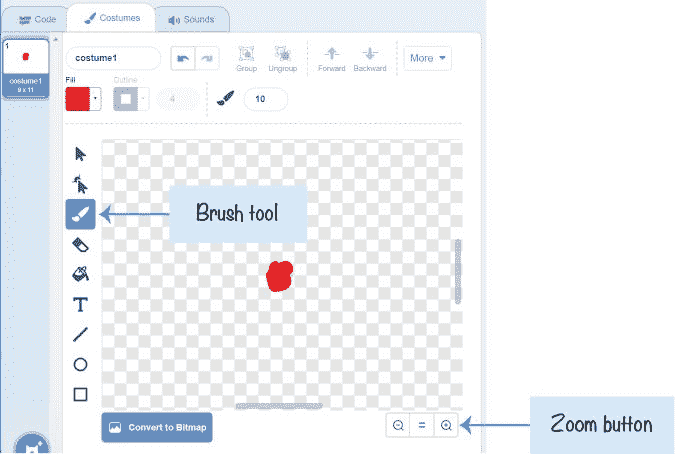 Code Costumes Sounds
1
costume1
9 x 11
costume1
Group Ungroup Forward Backward
More
Fill Outline
4 10
Brush tool
T
Convert to Bitmap
Zoom button